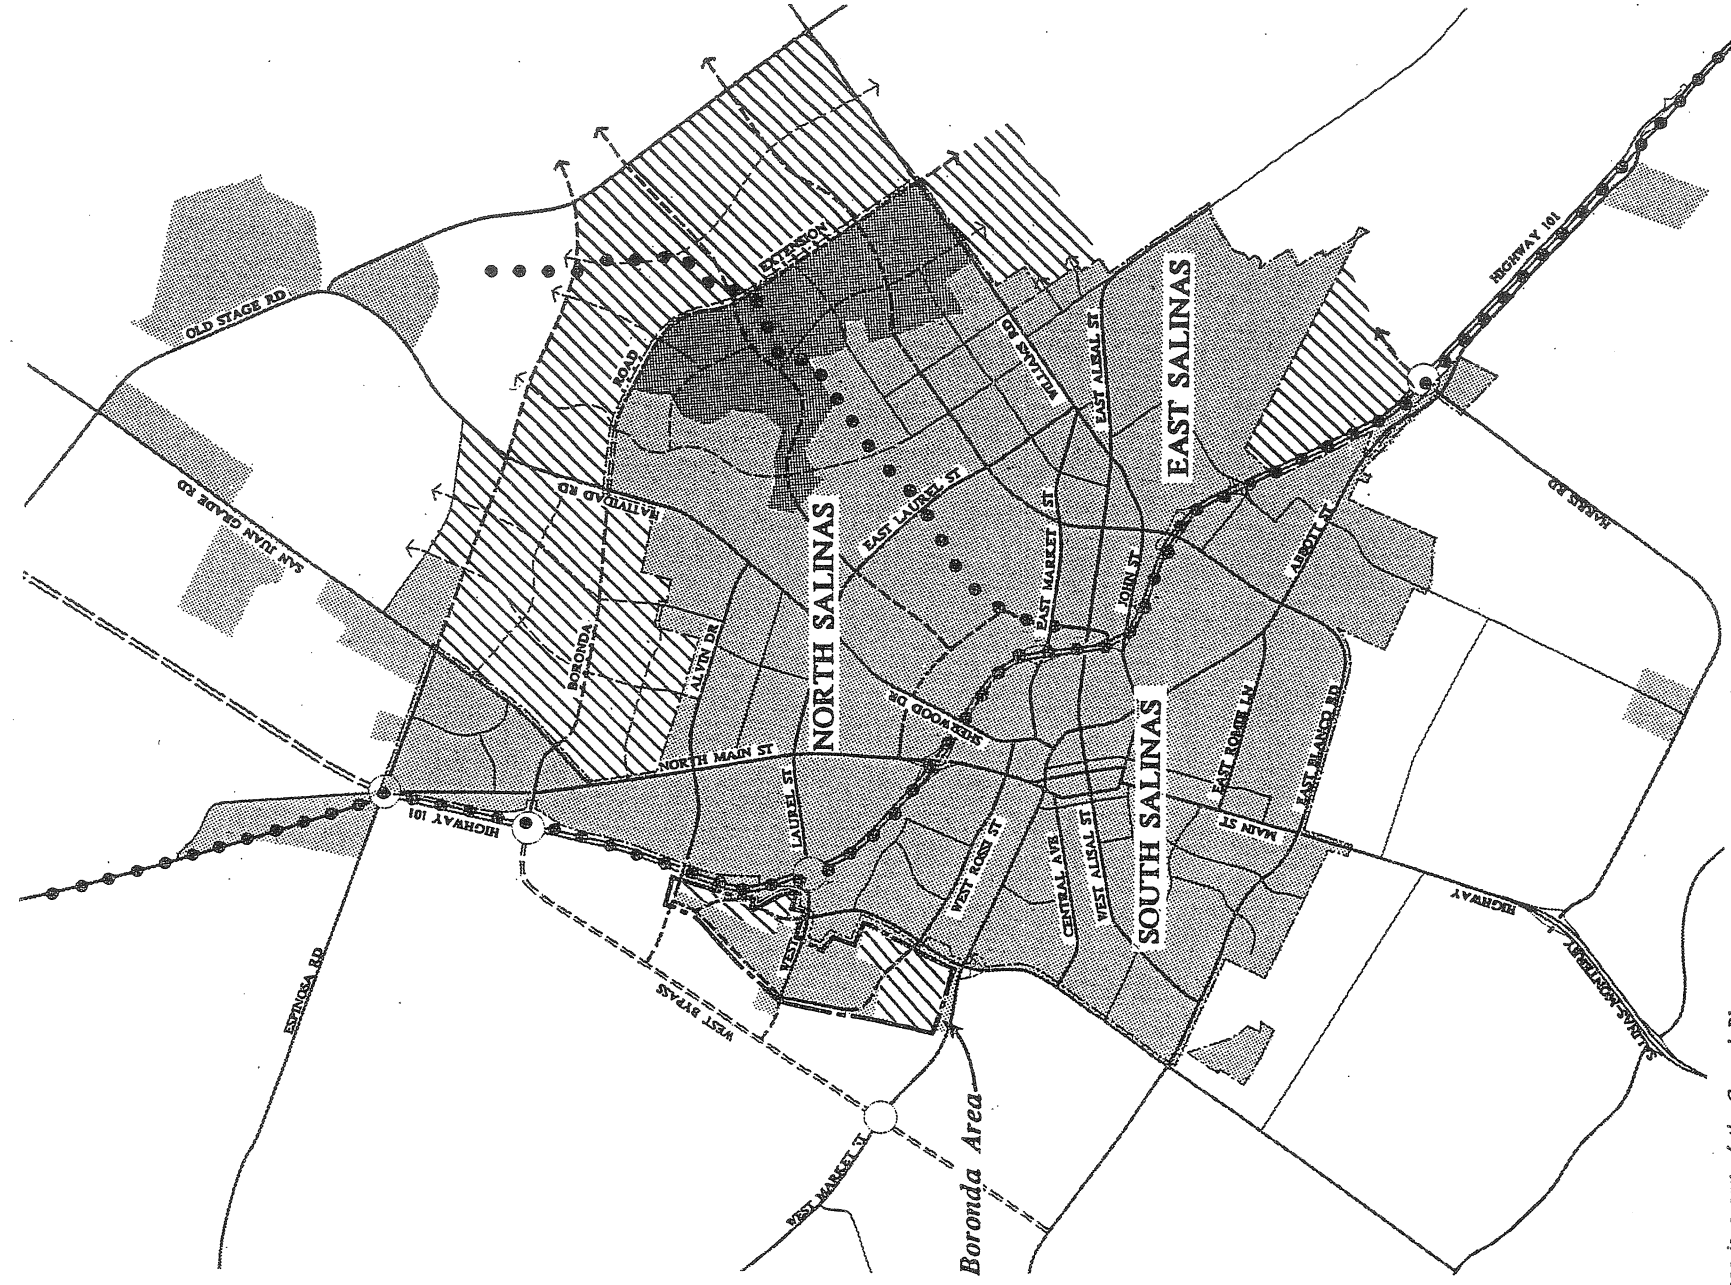 OLD STAGE RD
SAN JUAN GRADE RD
EXTENSION
ROAD
NATIVIDAD RD
BORONDA
ALVIN DR
NORTH MAIN ST
HIGHWAY 101
ESPINOSA RD
WEST BYPASS
LAUREL ST
WEST
NORTH SALINAS
EAST LAUREL ST
SHERWOOD DR
WILLIAMS RD
EAST ALISAL ST
EAST SALINAS
HIGHWAY 101
EAST MARKET ST
JOHN ST
ABBOTT ST
HARRIS RD
WEST ROSSI ST
CENTRAL AVE
WEST ALISAL ST
SOUTH SALINAS
EAST ROMIE LN
EAST BLANCO RD
MAIN ST
SALINAS-MONTEREY
HIGHWAY
WEST MARKET ST
Boronda Area